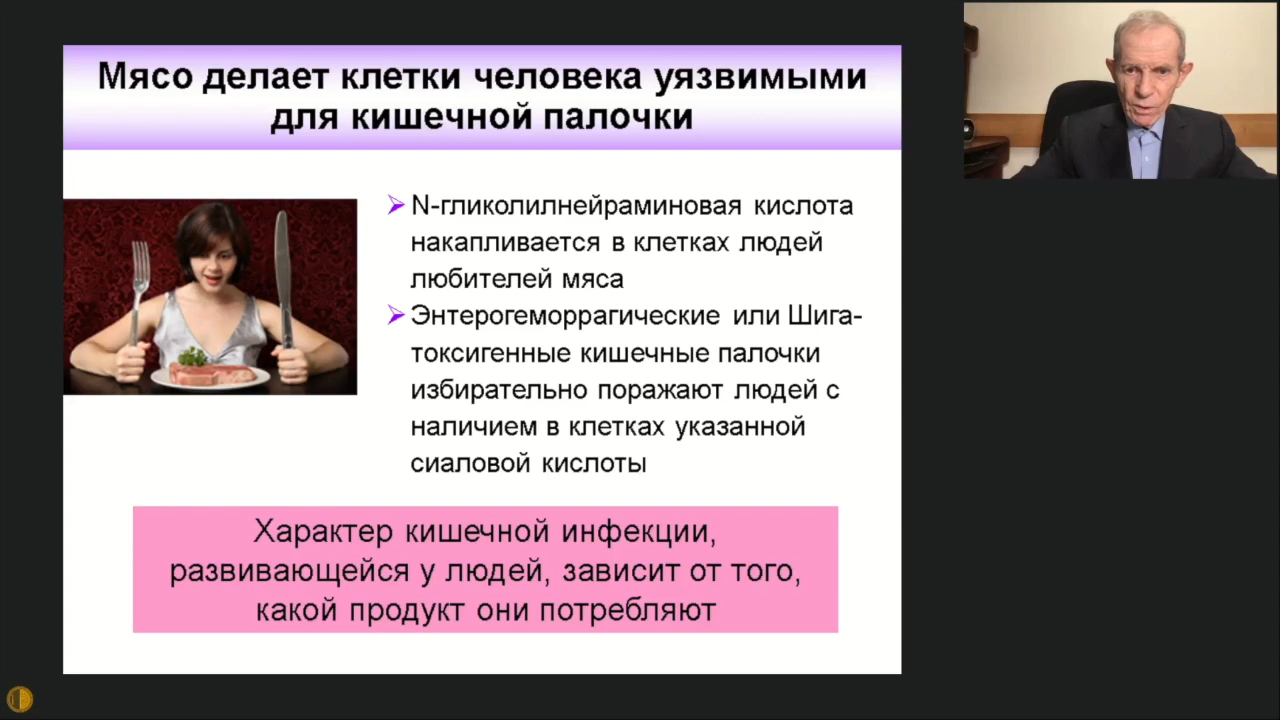 Мясо делает клетки человека уязвимыми
для кишечной палочки
N-гликолилнейраминовая кислота
накапливается в клетках людей
любителей мяса
Энтерогеморрагические или Шига-
токсигенные кишечные палочки
избирательно поражают людей с
наличием в клетках указанной
сиаловой кислоты
Характер кишечной инфекции,
развивающейся у людей, зависит от того,
какой продукт они потребляют